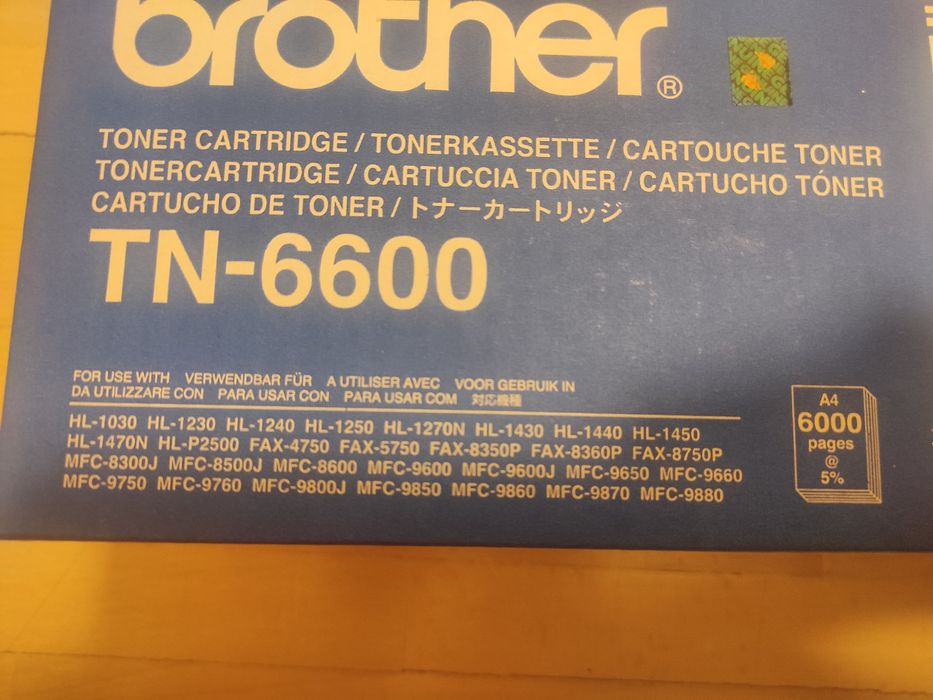 brother®
TONER CARTRIDGE / TONERKASSETTE / CARTOUCHE TONER
TONERCARTRIDGE / CARTUCCIA TONER / CARTUCHO TÓNER
CARTUCHO DE TONER / トナーカートリッジ
TN-6600
FOR USE WITH VERWENDBAR FÜR A UTILISER AVEC VOOR GEBRUIK IN
DA UTILIZZARE CON PARA USAR CON PARA USAR COM 対応機種
HL-1030 HL-1230 HL-1240 HL-1250 HL-1270N HL-1430 HL-1440 HL-1450
HL-1470N HL-P2500 FAX-4750 FAX-5750 FAX-8350P FAX-8360P FAX-8750P
MFC-8300J MFC-8500J MFC-8600 MFC-9600 MFC-9600J MFC-9650 MFC-9660
MFC-9750 MFC-9760 MFC-9800J MFC-9850 MFC-9860 MFC-9870 MFC-9880
A4
6000
pages
@
5%